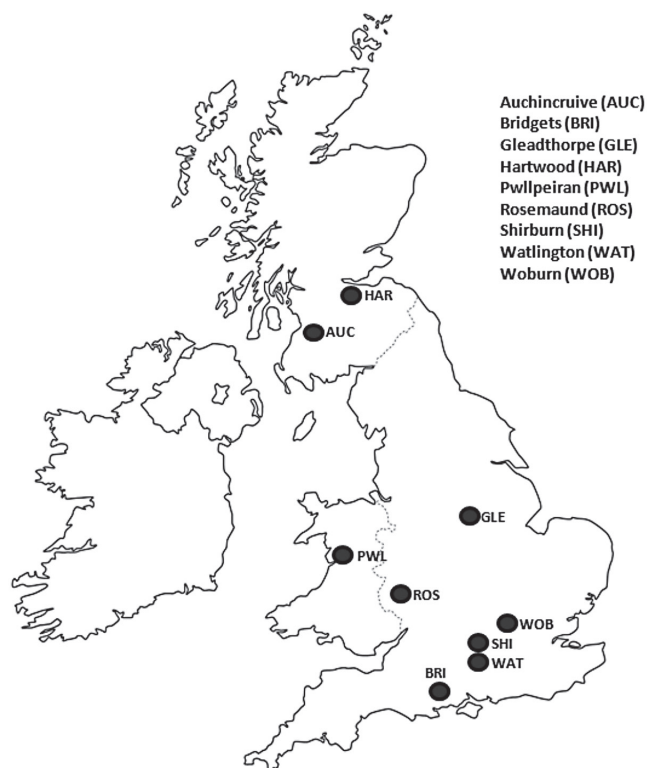 Auchincruive (AUC)
Bridgets (BRI)
Gleadthorpe (GLE)
Hartwood (HAR)
Pwllpeiran (PWL)
Rosemaund (ROS)
Shirburn (SHI)
Watlington (WAT)
Woburn (WOB)
HAR
AUC
GLE
PWL
ROS
WOB
SHI
WAT
BRI